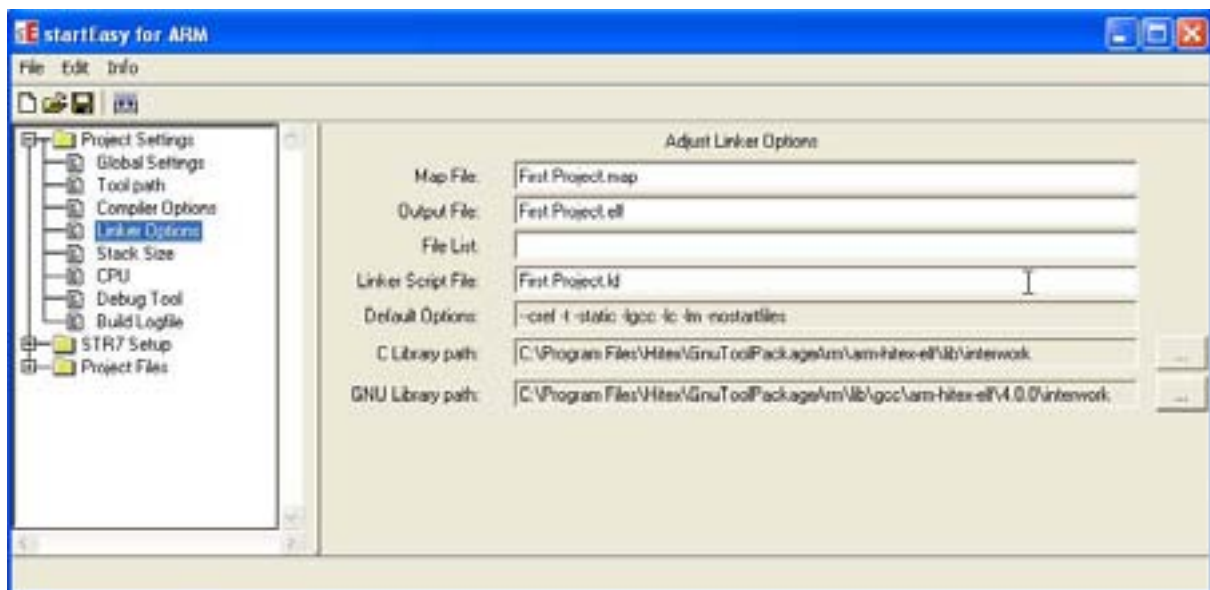 startEasy for ARM
File Edit Info
Project Settings
Global Settings
Tool path
Compiler Options
Linker Options
Stack Size
CPU
Debug Tool
Build Logfile
STR7 Setup
Project Files
Adjust Linker Options
Map File: First Project.map
Output File: First Project.elf
File List:
Linker Script File: First Project.ld
Default Options: --cref -t -static -lgcc -lc -lm -nostartfiles
C Library path: C:\Program Files\Hitex\GnuToolPackageArm\arm-hitex-elf\lib\interwork ...
GNU Library path: C:\Program Files\Hitex\GnuToolPackageArm\lib\gcc\arm-hitex-elf\4.0.0\interwork ...